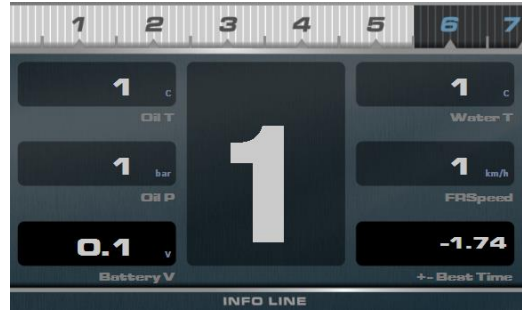 1 2 3 4 5 6 7
1 c
Oil T
1 bar
Oil P
0.1 v
Battery V
1
1 c
Water T
1 km/h
FRSpeed
-1.74
+- Best Time
INFO LINE